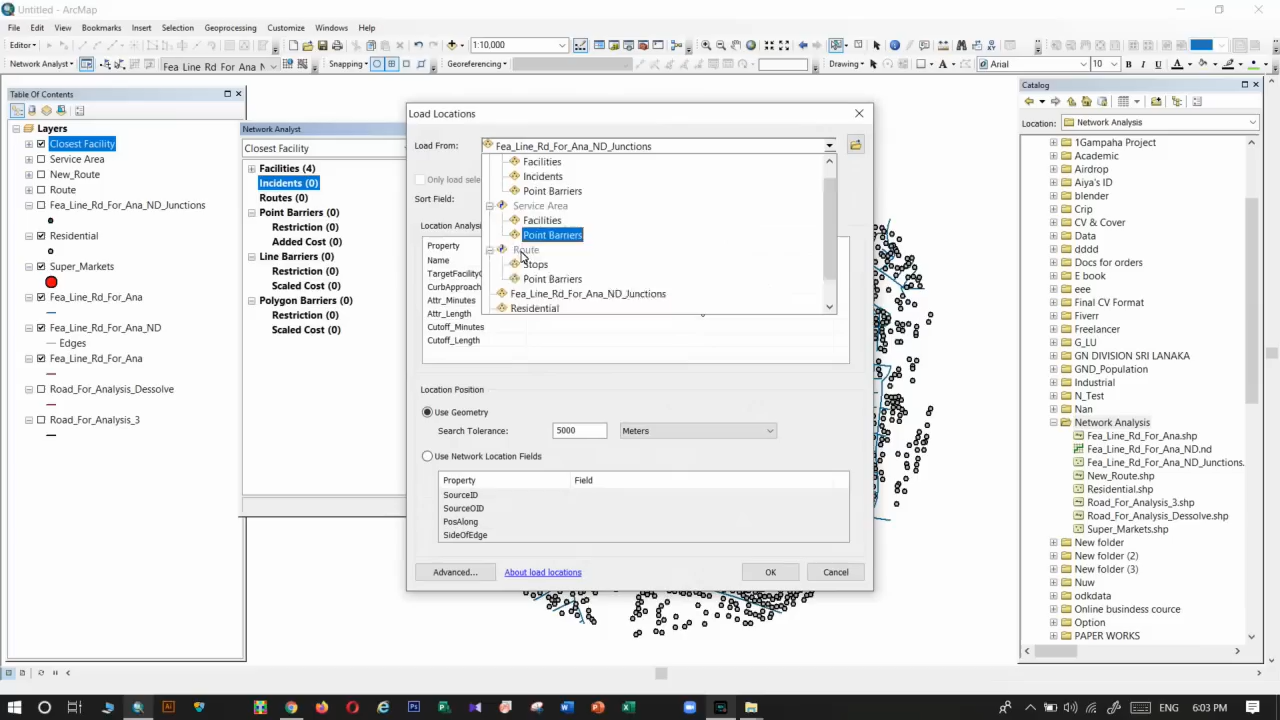 Untitled - ArcMap
File Edit View Bookmarks Insert Selection Geoprocessing Customize Windows Help
Editor 1:10,000
Network Analyst Fea_Line_Rd_For_Ana_N Snapping Georeferencing Drawing Arial 10 B I U A
Table Of Contents
Layers
Closest Facility
Service Area
New_Route
Route
Fea_Line_Rd_For_Ana_ND_Junctions
Residential
Super_Markets
Fea_Line_Rd_For_Ana
Fea_Line_Rd_For_Ana_ND
Edges
Fea_Line_Rd_For_Ana
Road_For_Analysis_Dessolve
Road_For_Analysis_3
Network Analyst
Closest Facility
Facilities (4)
Incidents (0)
Routes (0)
Point Barriers (0)
Restriction (0)
Added Cost (0)
Line Barriers (0)
Restriction (0)
Scaled Cost (0)
Polygon Barriers (0)
Restriction (0)
Scaled Cost (0)
Load Locations
Load From: Fea_Line_Rd_For_Ana_ND_Junctions
Facilities
Incidents
Point Barriers
Service Area
Facilities
Point Barriers
Route
Stops
Point Barriers
Fea_Line_Rd_For_Ana_ND_Junctions
Residential
Only load sele
Sort Field:
Location Analysi
Property
Name
TargetFacility
CurbApproac
Attr_Minutes
Attr_Length
Cutoff_Minutes
Cutoff_Length
Location Position
Use Geometry
Search Tolerance: 5000 Meters
Use Network Location Fields
Property Field
SourceID
SourceOID
PosAlong
SideOfEdge
Advanced... About load locations OK Cancel
Catalog
Location: Network Analysis
1Gampaha Project
Academic
Airdrop
Aiya's ID
blender
Crip
CV & Cover
Data
dddd
Docs for orders
E book
eee
Final CV Format
Fiverr
Freelancer
G_LU
GN DIVISION SRI LANAKA
GND_Population
Industrial
N_Test
Nan
Network Analysis
Fea_Line_Rd_For_Ana.shp
Fea_Line_Rd_For_Ana_ND.nd
Fea_Line_Rd_For_Ana_ND_Junctions.
New_Route.shp
Residential.shp
Road_For_Analysis_3.shp
Road_For_Analysis_Dessolve.shp
Super_Markets.shp
New folder
New folder (2)
New folder (3)
Nuw
odkdata
Online busindess cource
Option
PAPER WORKS
6:03 PM